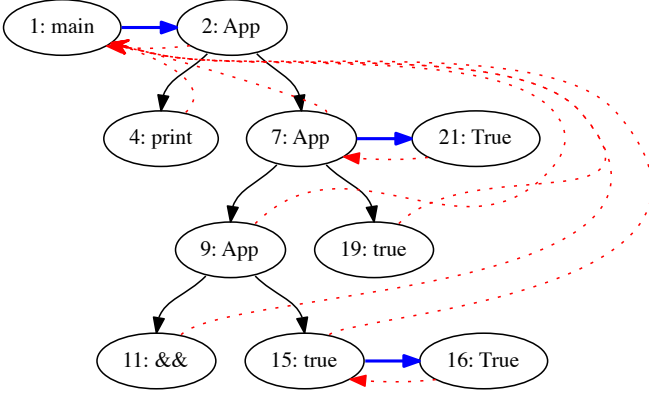 1: main
2: App
4: print
7: App
21: True
9: App
19: true
11: &&
15: true
16: True